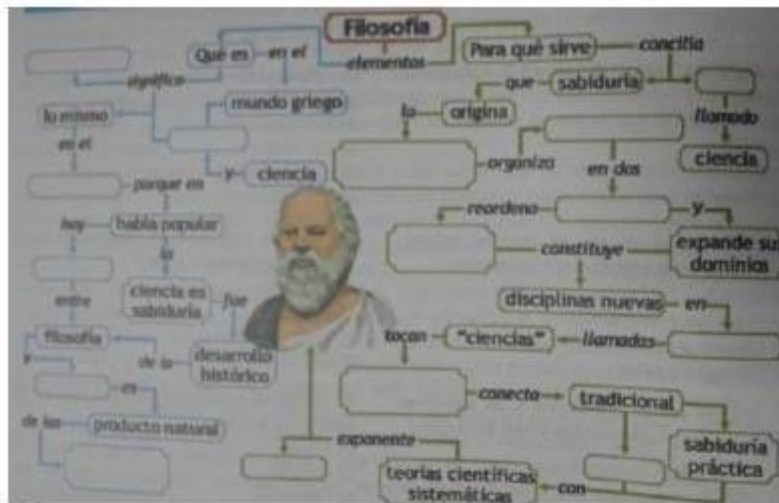 Filosofía
Qué es
en el
elementos
Para qué sirve
concilia
significa
mundo griego
que
sabiduría
llamado
lo mismo
la
origina
en el
y
ciencia
organiza
en dos
ciencia
porque en
reordena
y
hay
habla popular
la
constituye
expande sus
dominios
ciencia es
sabiduría
fue
disciplinas nuevas
en
entre
filosofía
de la
desarrollo
histórico
tocan
"ciencias"
llamadas
y
es
conecta
tradicional
de las
producto natural
exponente
sabiduría
práctica
teorías científicas
sistemáticas
con